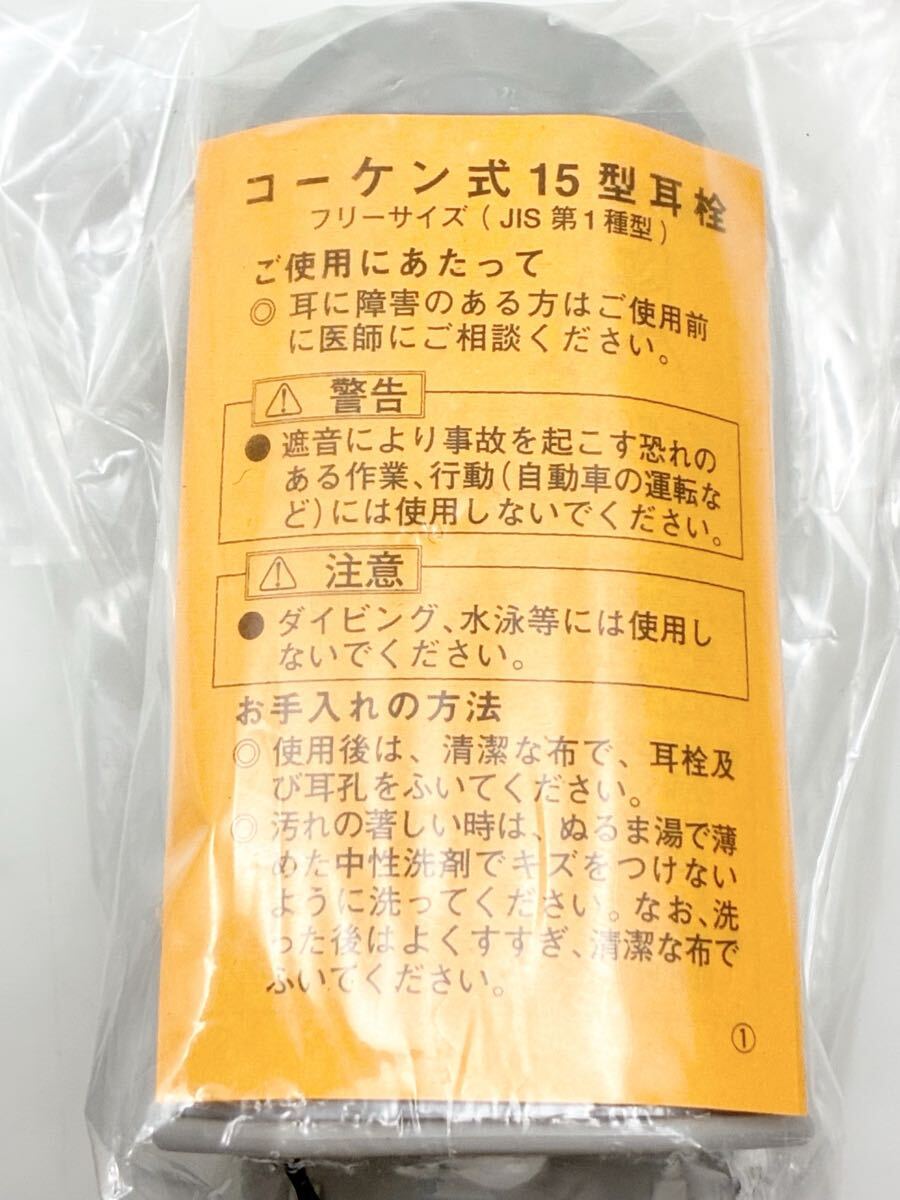 コーケン式15型耳栓
フリーサイズ（JIS 第1種型）
ご使用にあたって
◎ 耳に障害のある方はご使用前
に医師にご相談ください。
⚠ 警告
● 遮音により事故を起こす恐れの
ある作業、行動(自動車の運転な
ど)には使用しないでください。
⚠ 注意
● ダイビング、水泳等には使用し
ないでください。
お手入れの方法
◎ 使用後は、清潔な布で、耳栓及
び耳孔をふいてください。
◎ 汚れの著しい時は、ぬるま湯で薄
めた中性洗剤でキズをつけない
ように洗ってください。なお、洗
った後はよくすすぎ、清潔な布で
ふいてください。
①